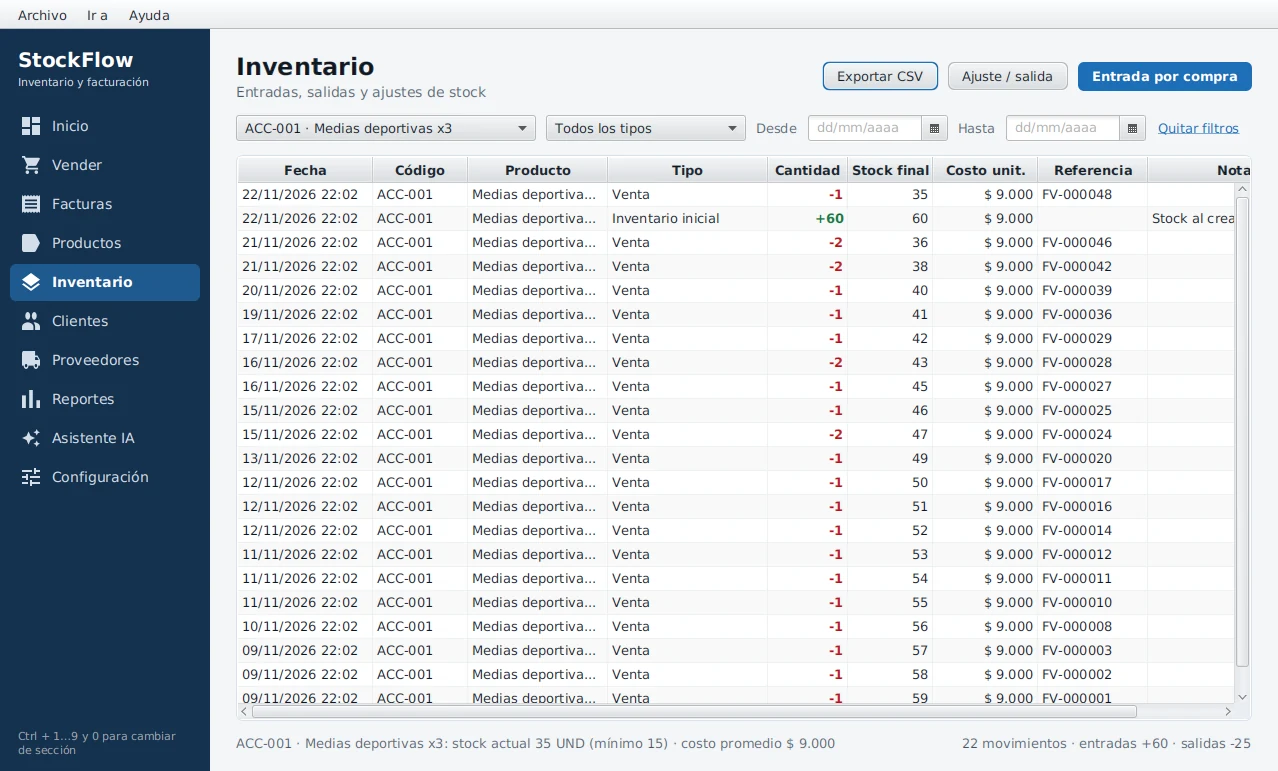 Archivo Ir a Ayuda
StockFlow
Inventario y facturación
Inicio
Vender
Facturas
Productos
Inventario
Clientes
Proveedores
Reportes
Asistente IA
Configuración
Ctrl + 1...9 y 0 para cambiar
de sección
Inventario
Entradas, salidas y ajustes de stock
Exportar CSV Ajuste / salida Entrada por compra
ACC-001 · Medias deportivas x3 Todos los tipos Desde dd/mm/aaaa Hasta dd/mm/aaaa Quitar filtros
Fecha Código Producto Tipo Cantidad Stock final Costo unit. Referencia Nota
22/11/2026 22:02 ACC-001 Medias deportiva... Venta -1 35 $ 9.000 FV-000048
22/11/2026 22:02 ACC-001 Medias deportiva... Inventario inicial +60 60 $ 9.000 Stock al crea
21/11/2026 22:02 ACC-001 Medias deportiva... Venta -2 36 $ 9.000 FV-000046
21/11/2026 22:02 ACC-001 Medias deportiva... Venta -2 38 $ 9.000 FV-000042
20/11/2026 22:02 ACC-001 Medias deportiva... Venta -1 40 $ 9.000 FV-000039
19/11/2026 22:02 ACC-001 Medias deportiva... Venta -1 41 $ 9.000 FV-000036
17/11/2026 22:02 ACC-001 Medias deportiva... Venta -1 42 $ 9.000 FV-000029
16/11/2026 22:02 ACC-001 Medias deportiva... Venta -2 43 $ 9.000 FV-000028
16/11/2026 22:02 ACC-001 Medias deportiva... Venta -1 45 $ 9.000 FV-000027
15/11/2026 22:02 ACC-001 Medias deportiva... Venta -1 46 $ 9.000 FV-000025
15/11/2026 22:02 ACC-001 Medias deportiva... Venta -2 47 $ 9.000 FV-000024
13/11/2026 22:02 ACC-001 Medias deportiva... Venta -1 49 $ 9.000 FV-000020
12/11/2026 22:02 ACC-001 Medias deportiva... Venta -1 50 $ 9.000 FV-000017
12/11/2026 22:02 ACC-001 Medias deportiva... Venta -1 51 $ 9.000 FV-000016
12/11/2026 22:02 ACC-001 Medias deportiva... Venta -1 52 $ 9.000 FV-000014
11/11/2026 22:02 ACC-001 Medias deportiva... Venta -1 53 $ 9.000 FV-000012
11/11/2026 22:02 ACC-001 Medias deportiva... Venta -1 54 $ 9.000 FV-000011
11/11/2026 22:02 ACC-001 Medias deportiva... Venta -1 55 $ 9.000 FV-000010
10/11/2026 22:02 ACC-001 Medias deportiva... Venta -1 56 $ 9.000 FV-000008
09/11/2026 22:02 ACC-001 Medias deportiva... Venta -1 57 $ 9.000 FV-000003
09/11/2026 22:02 ACC-001 Medias deportiva... Venta -1 58 $ 9.000 FV-000002
09/11/2026 22:02 ACC-001 Medias deportiva... Venta -1 59 $ 9.000 FV-000001
ACC-001 · Medias deportivas x3: stock actual 35 UND (mínimo 15) · costo promedio $ 9.000 22 movimientos · entradas +60 · salidas -25